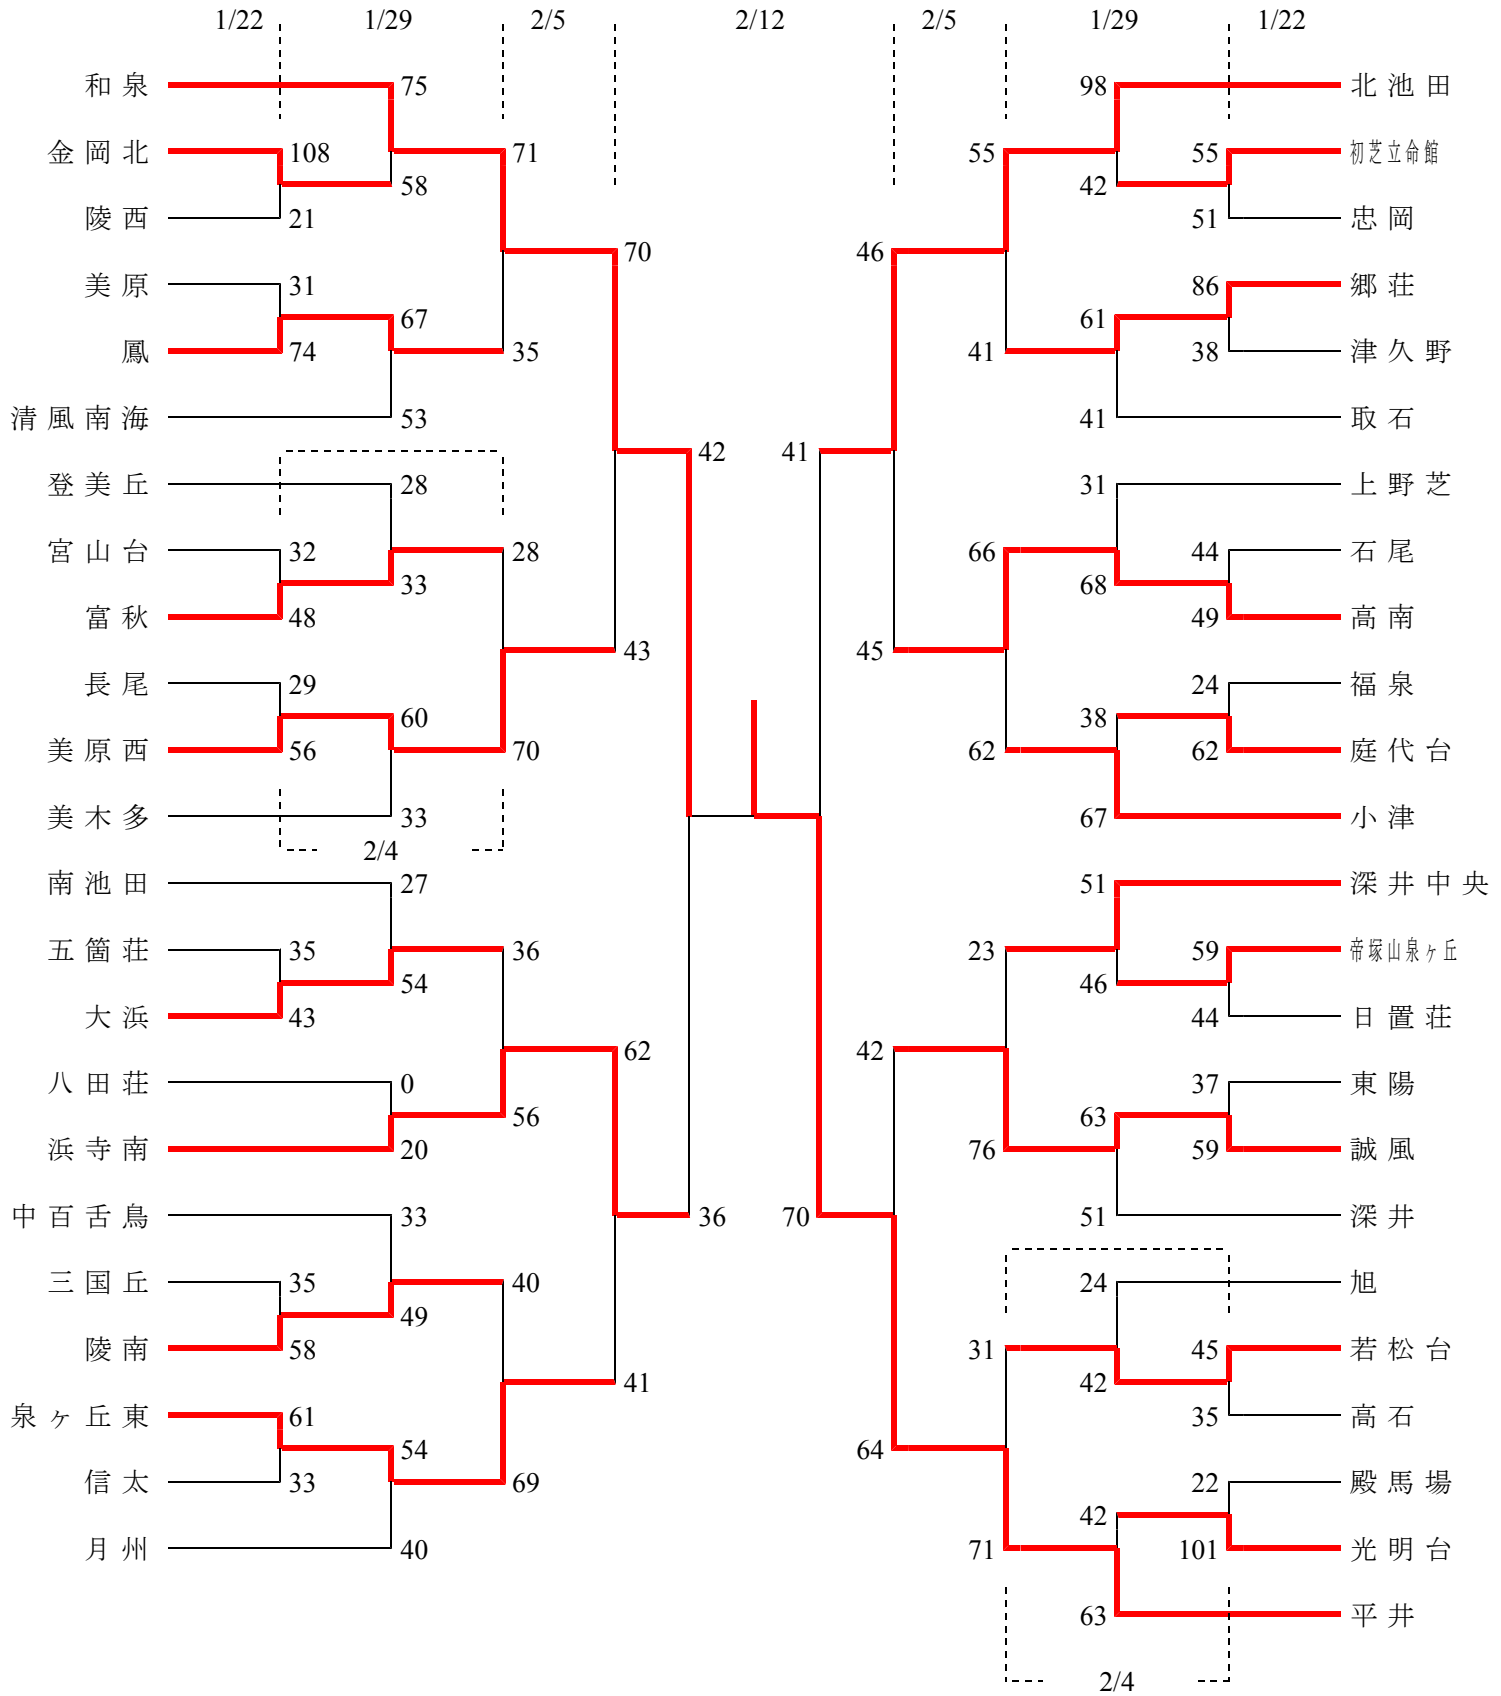 1/22 1/29 2/5 2/12 2/5 1/29 1/22
和泉 75 98 北池田
金岡北 108 71 55 55 初芝立命館
58 42
陵西 21 51 忠岡
70 46
美原 31 86 郷荘
67 61
鳳 74 35 41 38 津久野
清風南海 53 41 取石
42 41
登美丘 28 31 上野芝
宮山台 32 28 66 44 石尾
33 68
富秋 48 49 高南
43 45
長尾 29 24 福泉
60 38
美原西 56 70 62 62 庭代台
美木多 33 67 小津
2/4
南池田 27 51 深井中央
五箇荘 35 36 23 59 帝塚山泉ヶ丘
54 46
大浜 43 44 日置荘
62 42
八田荘 0 37 東陽
56 63
浜寺南 20 76 59 誠風
中百舌鳥 33 36 70 51 深井
三国丘 35 40 24 旭
49
陵南 58 31 45 若松台
41 42
泉ヶ丘東 61 35 高石
54 64
信太 33 69 22 殿馬場
42
月州 40 71 101 光明台
63 平井
2/4